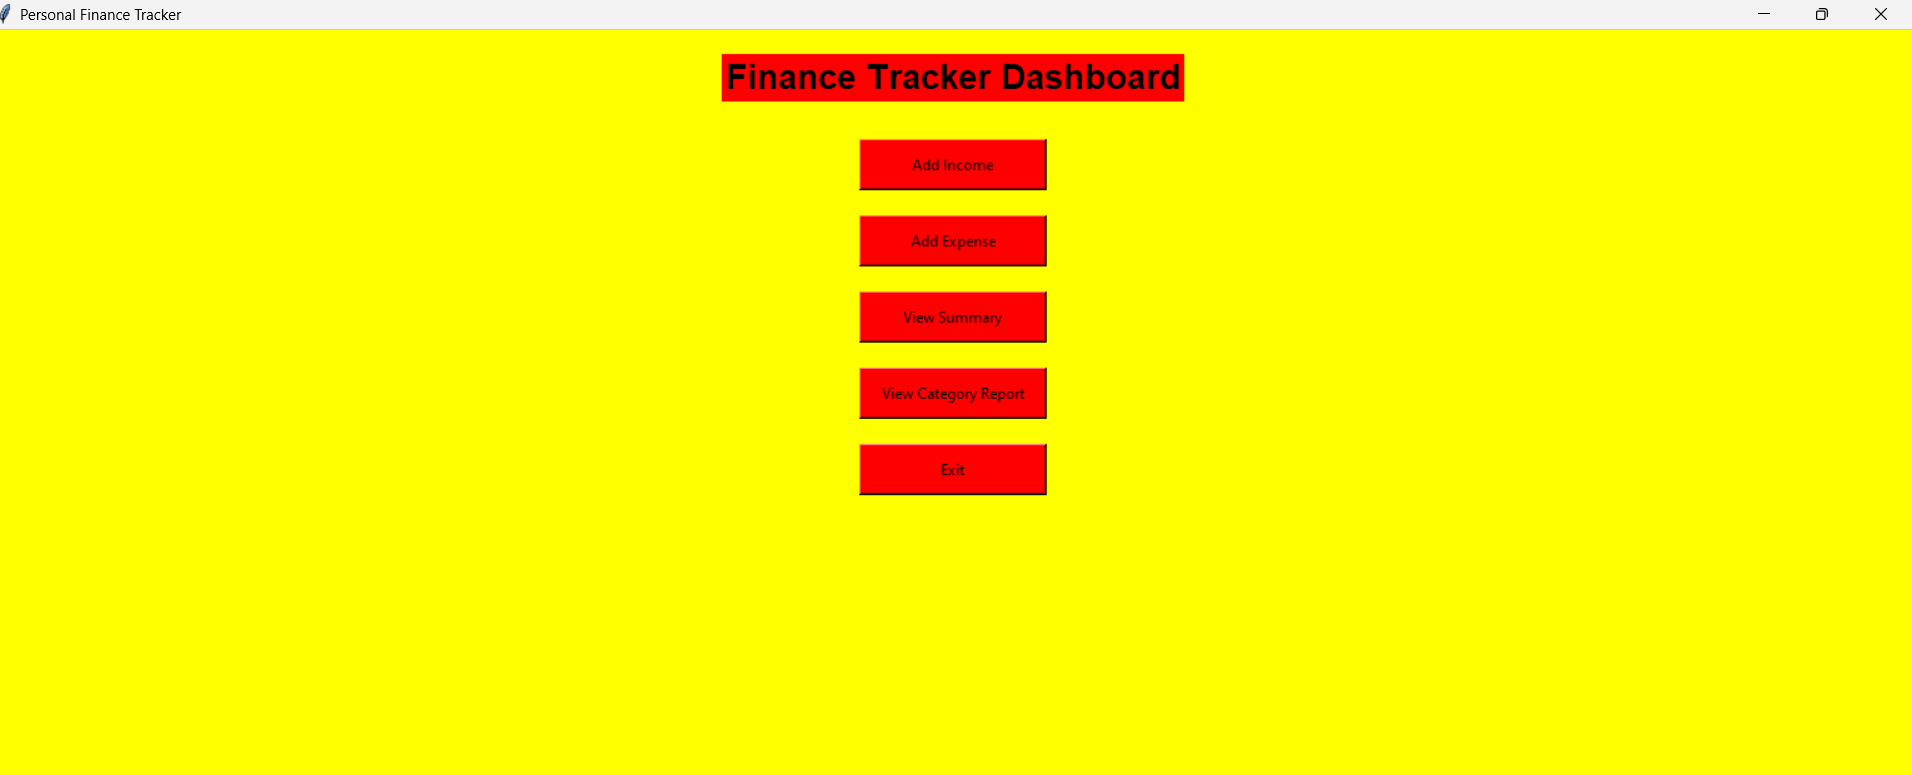 Personal Finance Tracker
Finance Tracker Dashboard
Add Income
Add Expense
View Summary
View Category Report
Exit